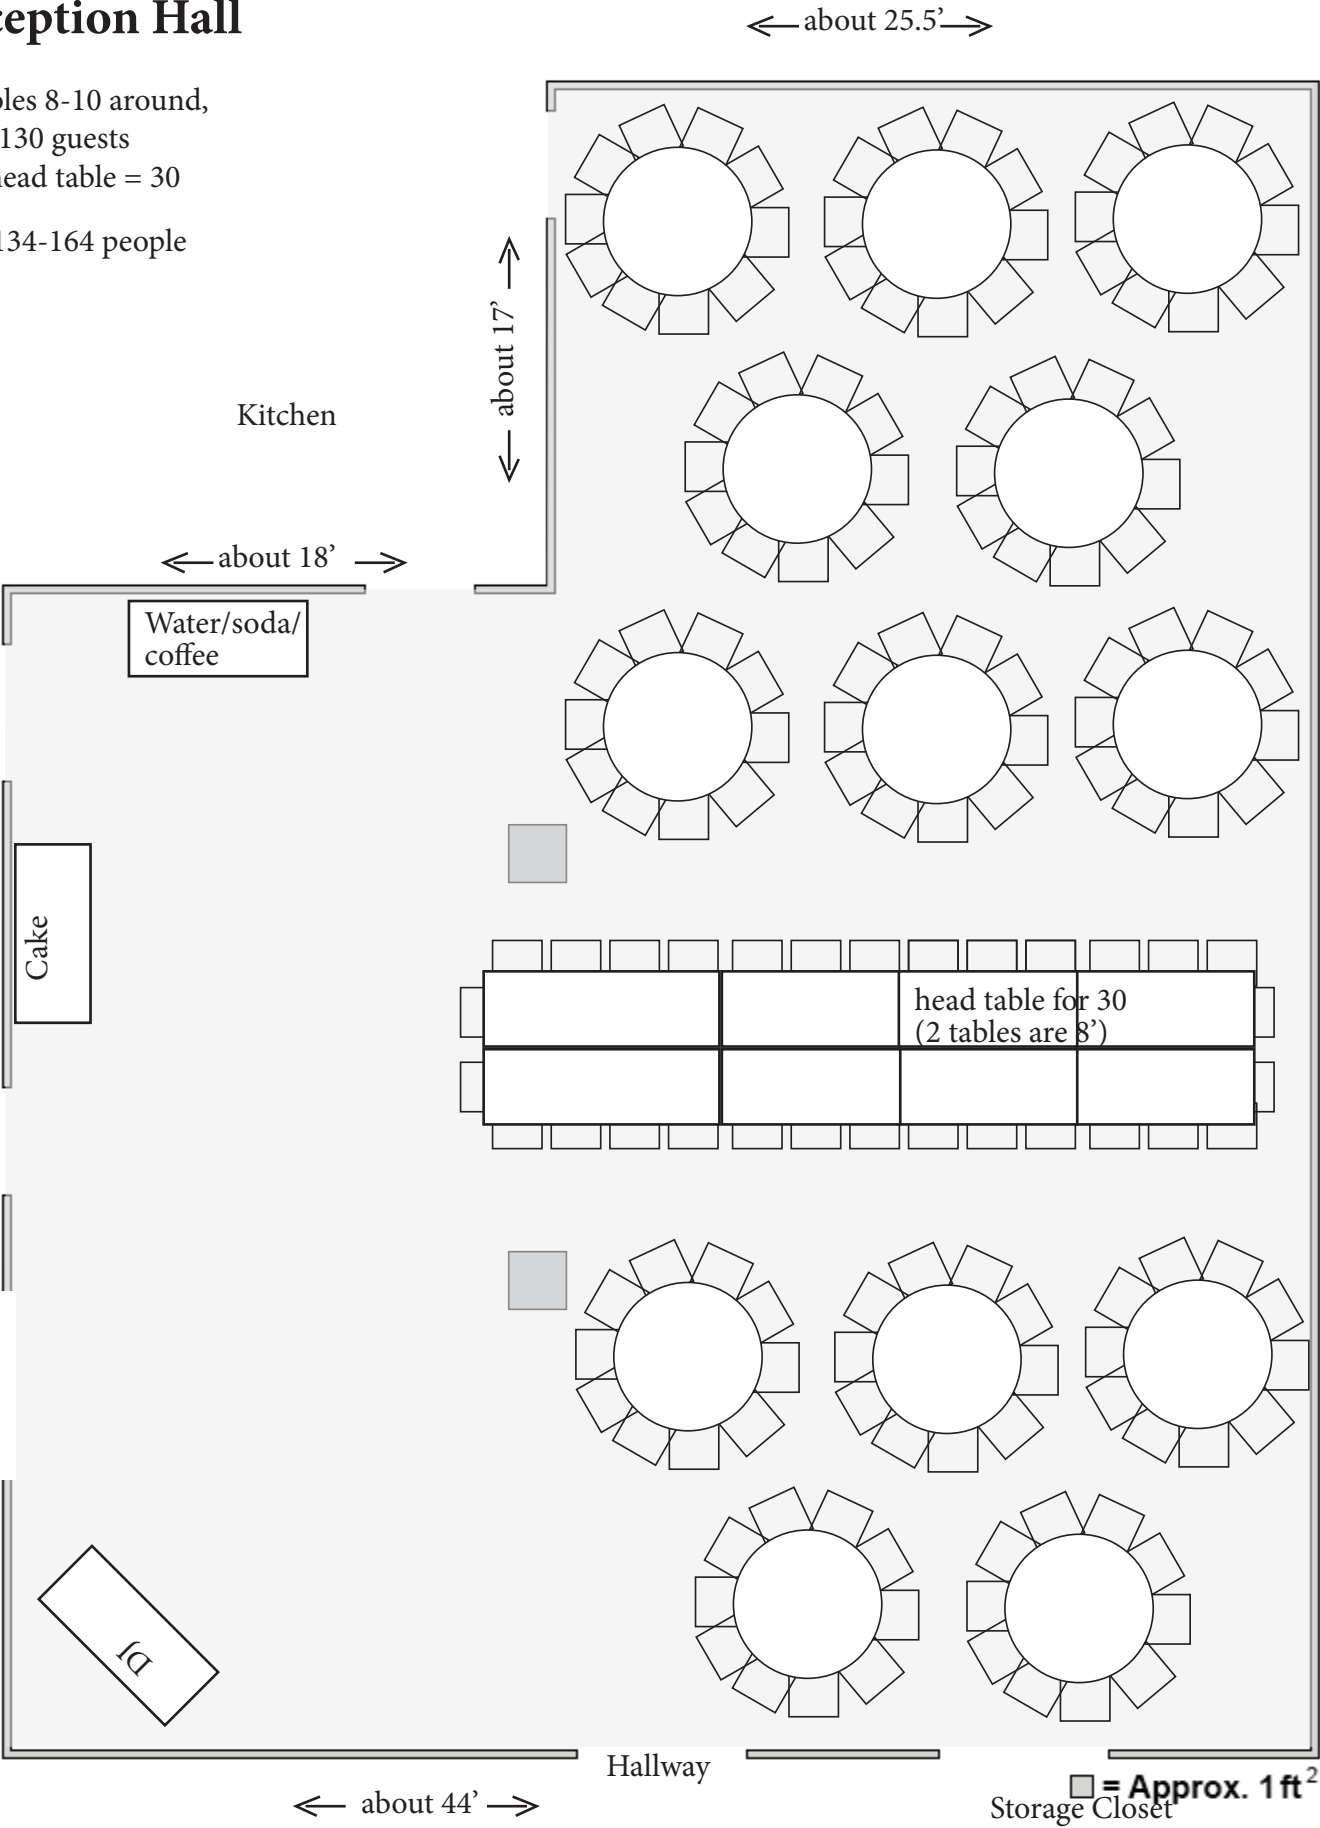 ception Hall
about 25.5’
les 8-10 around,
130 guests
ead table = 30
134-164 people
about 17’
Kitchen
about 18’
Water/soda/
coffee
Cake
head table for 30
(2 tables are 8’)
DJ
Hallway
about 44’
= Approx. 1 ft²
Storage Closet